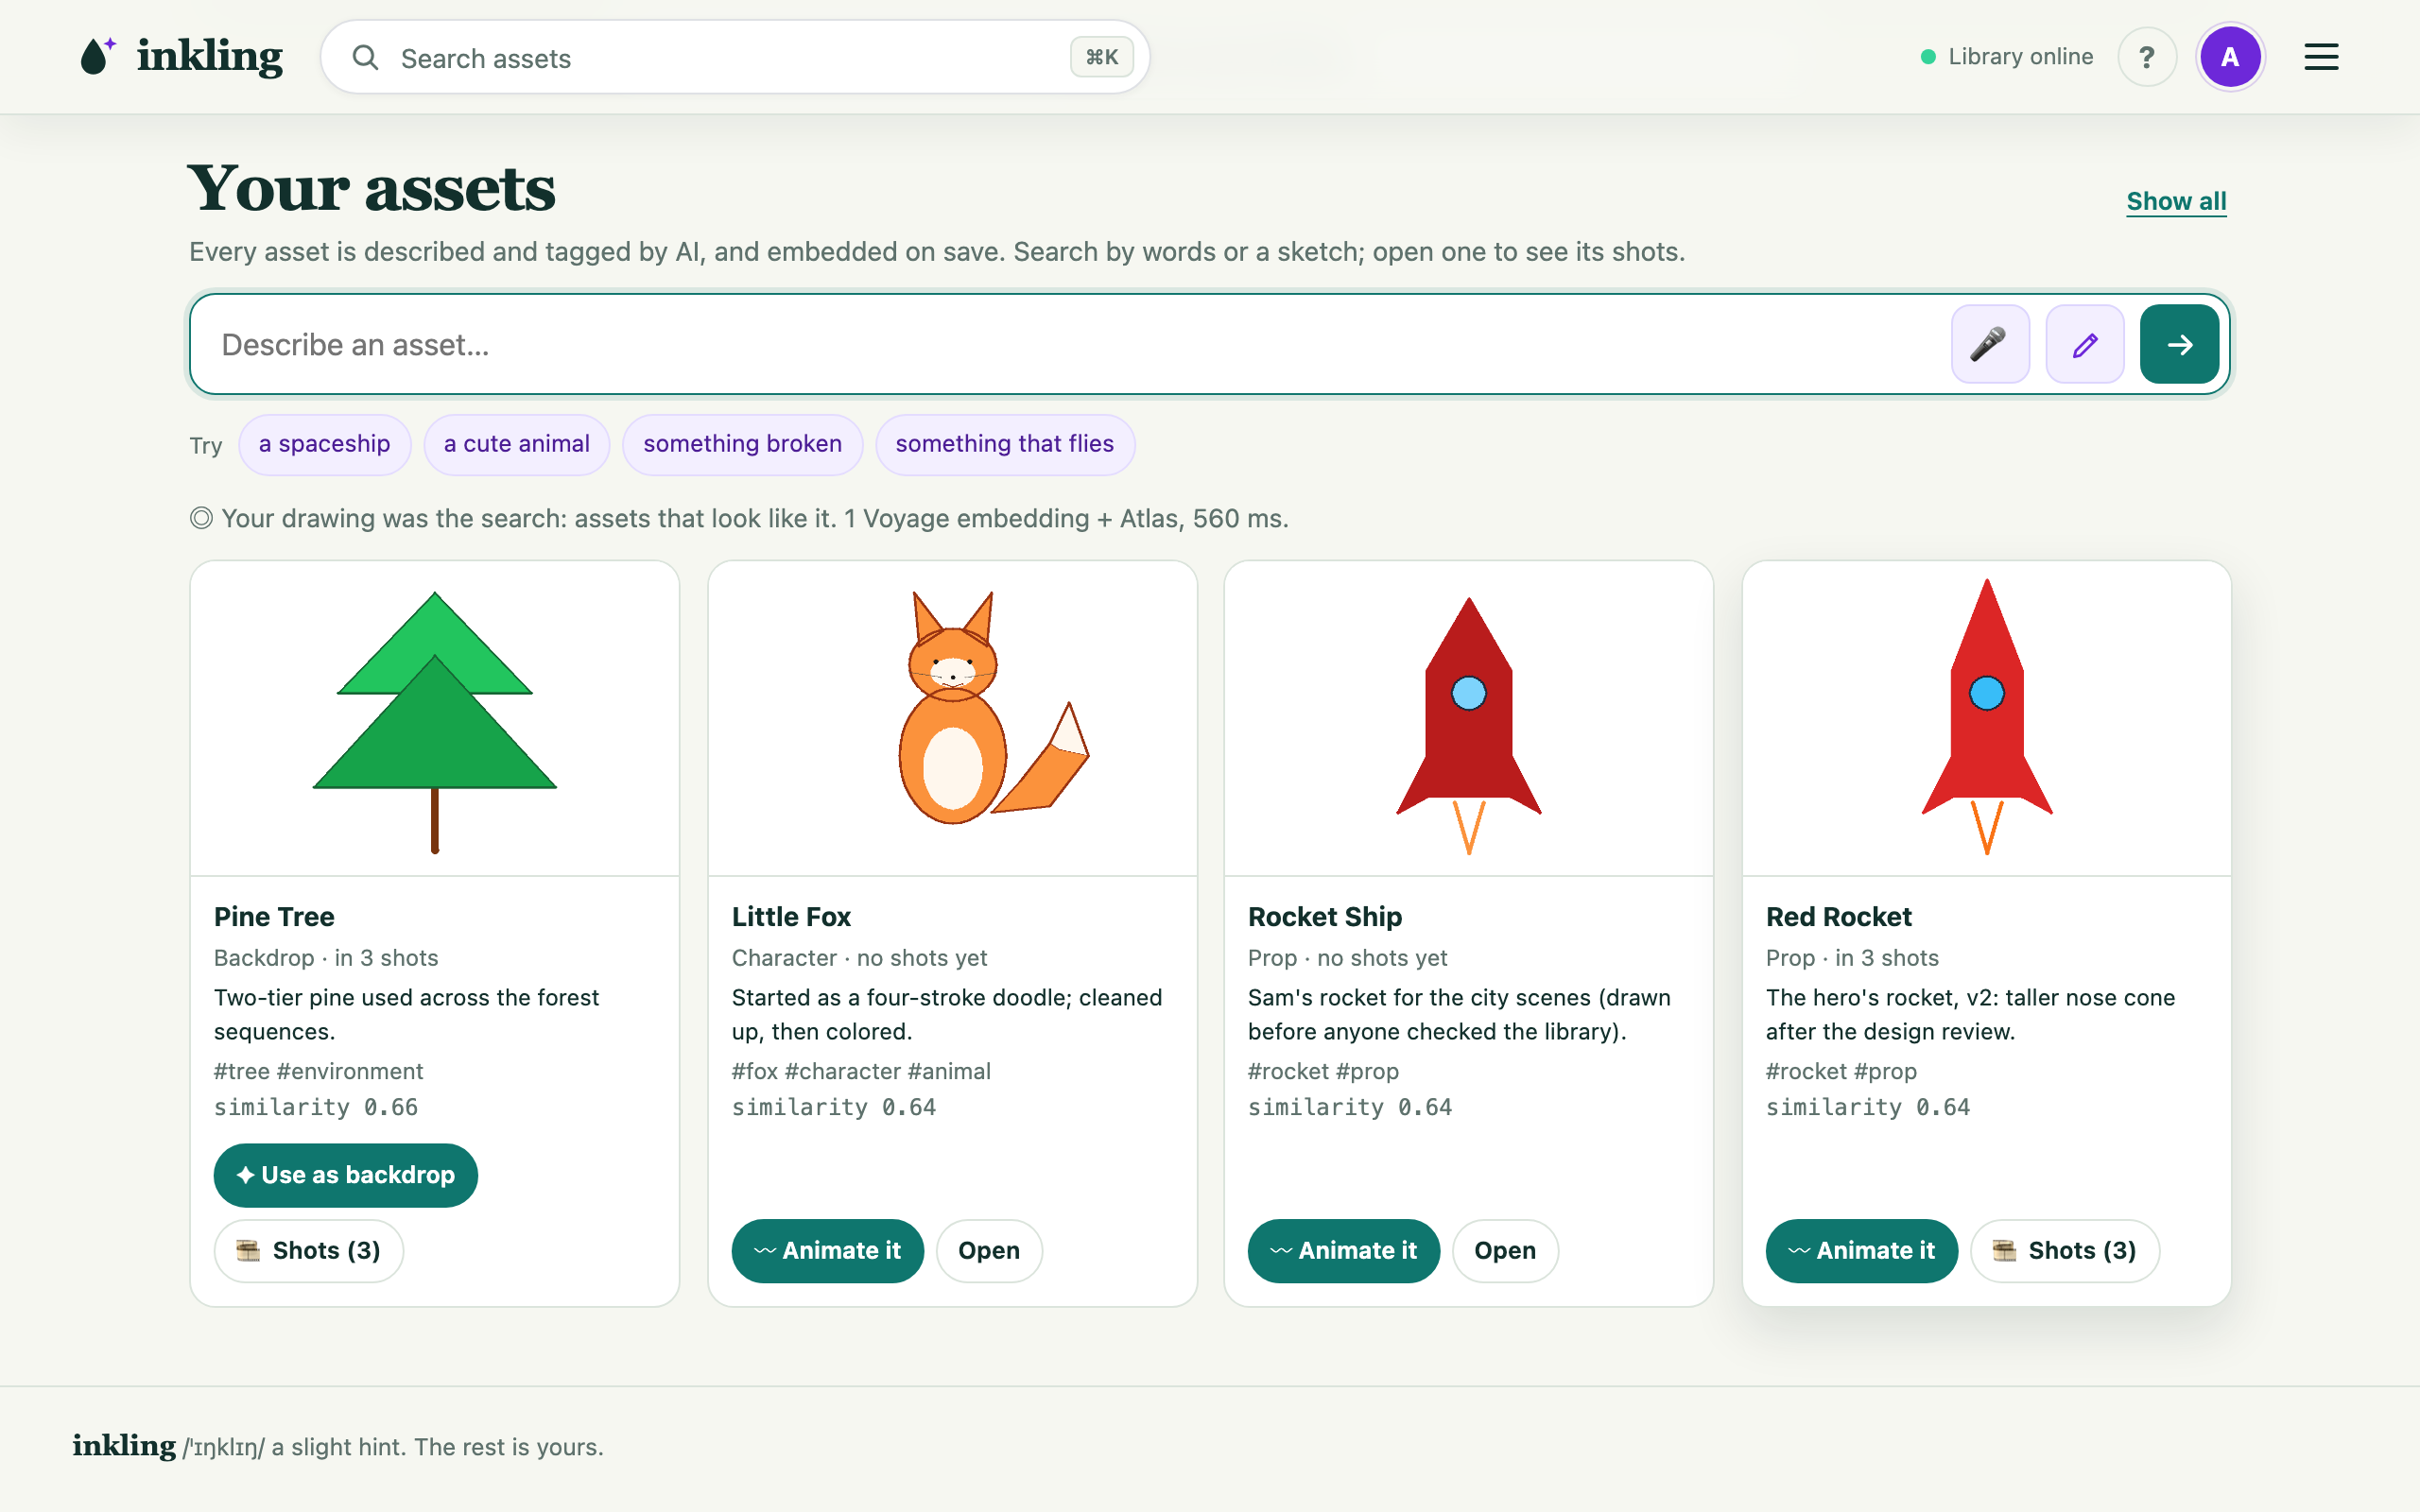 inkling
Search assets
⌘K
Library online
?
A
Your assets
Show all
Every asset is described and tagged by AI, and embedded on save. Search by words or a sketch; open one to see its shots.
Describe an asset...
Try
a spaceship
a cute animal
something broken
something that flies
Your drawing was the search: assets that look like it. 1 Voyage embedding + Atlas, 560 ms.
Pine Tree
Backdrop · in 3 shots
Two-tier pine used across the forest
sequences.
#tree #environment
similarity 0.66
Use as backdrop
Shots (3)
Little Fox
Character · no shots yet
Started as a four-stroke doodle; cleaned
up, then colored.
#fox #character #animal
similarity 0.64
Animate it
Open
Rocket Ship
Prop · no shots yet
Sam's rocket for the city scenes (drawn
before anyone checked the library).
#rocket #prop
similarity 0.64
Animate it
Open
Red Rocket
Prop · in 3 shots
The hero's rocket, v2: taller nose cone
after the design review.
#rocket #prop
similarity 0.64
Animate it
Shots (3)
inkling /ˈɪŋklɪŋ/ a slight hint. The rest is yours.